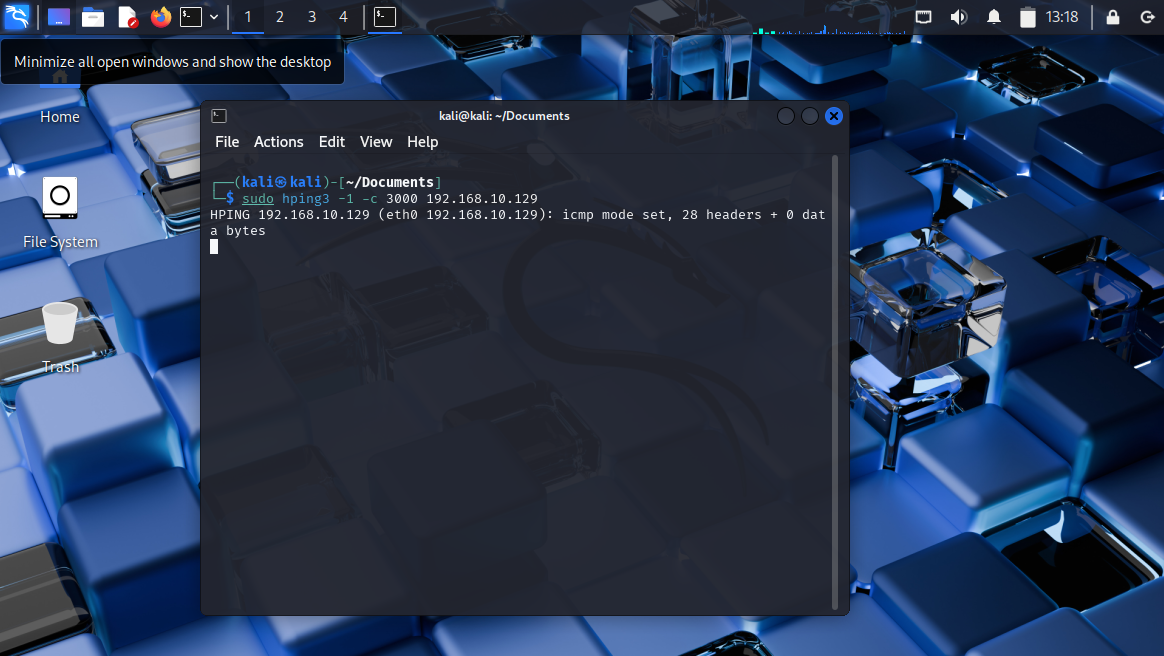 1 2 3 4 13:18
Minimize all open windows and show the desktop
Home
File System
Trash
kali@kali: ~/Documents
File Actions Edit View Help
┌──(kali㉿kali)-[~/Documents]
└─$ sudo hping3 -1 -c 3000 192.168.10.129
HPING 192.168.10.129 (eth0 192.168.10.129): icmp mode set, 28 headers + 0 dat
a bytes